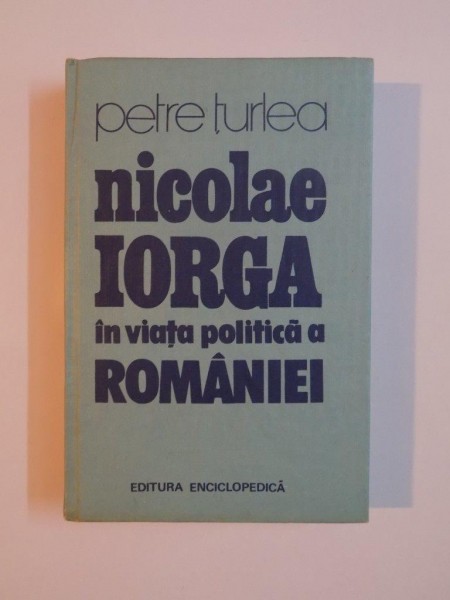 petre țurlea
nicolae
IORGA
în viața politică a
ROMÂNIEI
EDITURA ENCICLOPEDICĂ